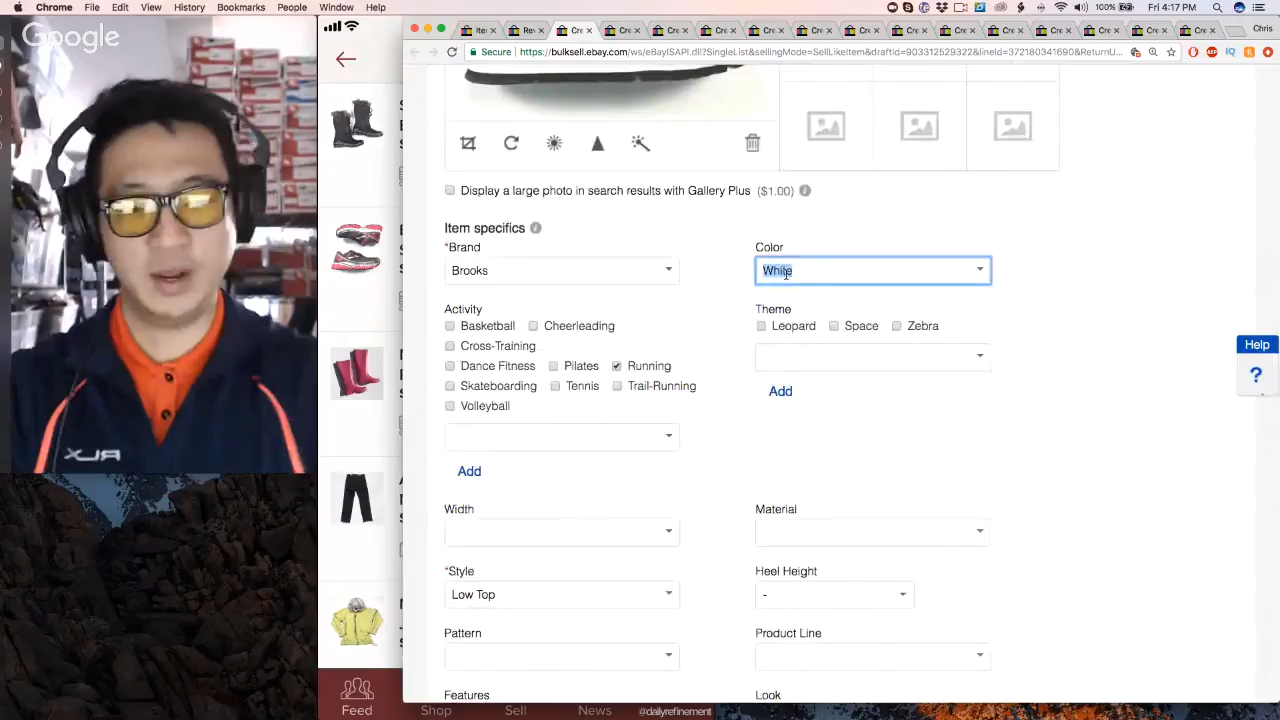 Chrome File Edit View History Bookmarks People Window Help
100% Fri 4:17 PM
Google
Chris
Secure https://bulksell.ebay.com/ws/eBayISAPI.dll?SingleList&sellingMode=SellLikeItem&draftId=903312529322&lineId=372180341690&ReturnU...
Display a large photo in search results with Gallery Plus ($1.00)
Item specifics
*Brand Color
Brooks White
Activity Theme
Basketball Cheerleading Leopard Space Zebra
Cross-Training
Help
Dance Fitness Pilates Running
?
Skateboarding Tennis Trail-Running
Add
Volleyball
Add
Width Material
*Style Heel Height
Low Top -
Pattern Product Line
Features Look
RLX
Feed Shop Sell News @dailyrefinement